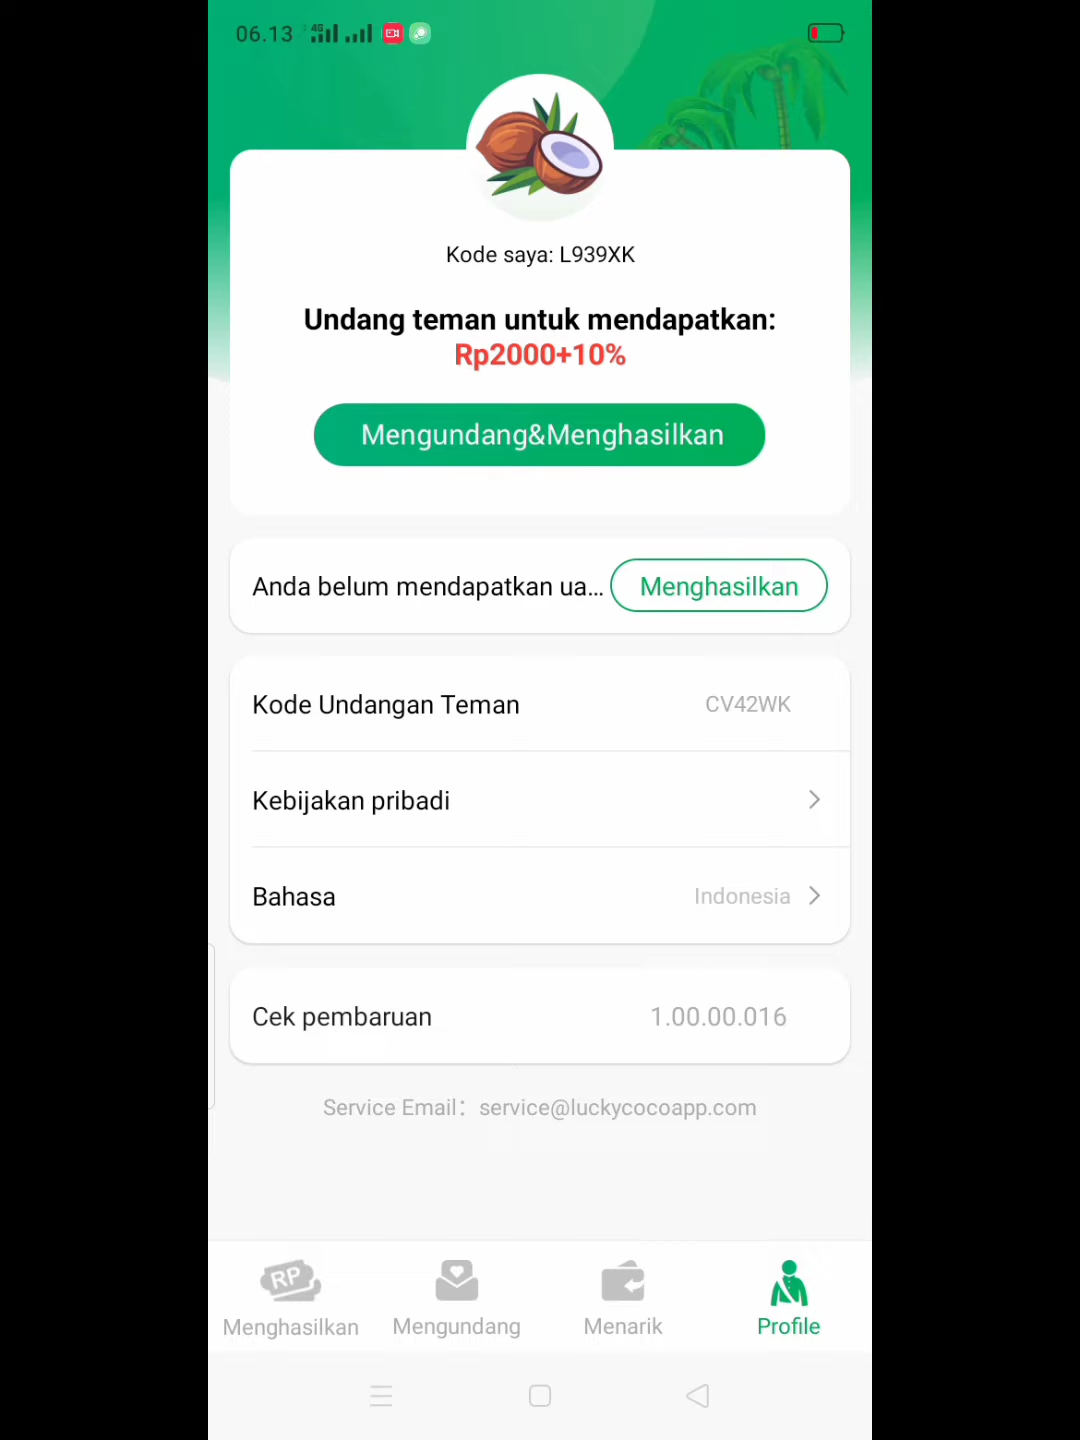 06.13
4G
Kode saya: L939XK
Undang teman untuk mendapatkan:
Rp2000+10%
Mengundang&Menghasilkan
Anda belum mendapatkan ua... Menghasilkan
Kode Undangan Teman CV42WK
Kebijakan pribadi
Bahasa Indonesia
Cek pembaruan 1.00.00.016
Service Email：service@luckycocoapp.com
RP
Menghasilkan Mengundang Menarik Profile